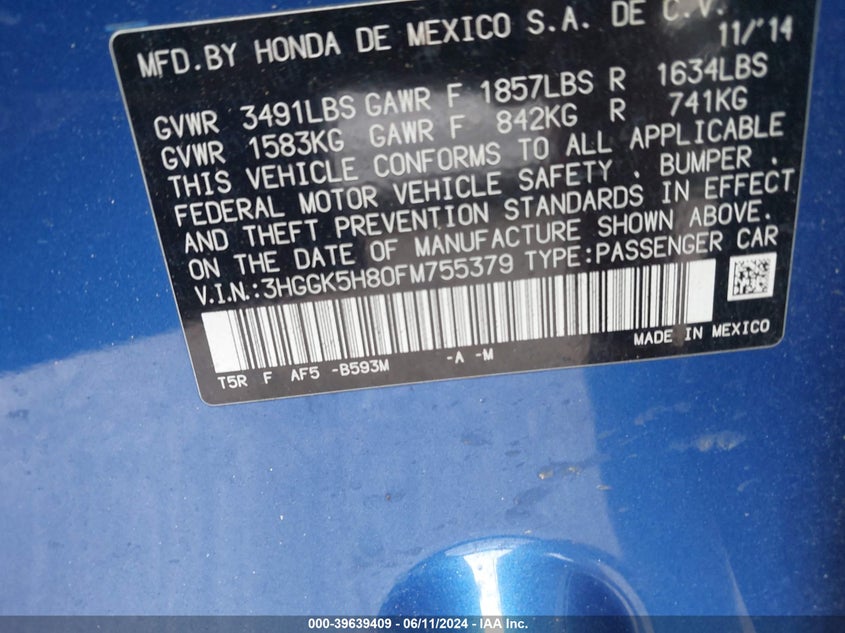 MFD.BY HONDA DE MEXICO S.A. DE C.V.
11/'14
GVWR 3491LBS GAWR F 1857LBS R 1634LBS
GVWR 1583KG GAWR F 842KG R 741KG
THIS VEHICLE CONFORMS TO ALL APPLICABLE
FEDERAL MOTOR VEHICLE SAFETY , BUMPER ,
AND THEFT PREVENTION STANDARDS IN EFFECT
ON THE DATE OF MANUFACTURE SHOWN ABOVE.
V.I.N.:3HGGK5H80FM755379 TYPE:PASSENGER CAR
MADE IN MEXICO
T5R F AF5 -B593M -A -M
000-39639409 - 06/11/2024 - IAA Inc.